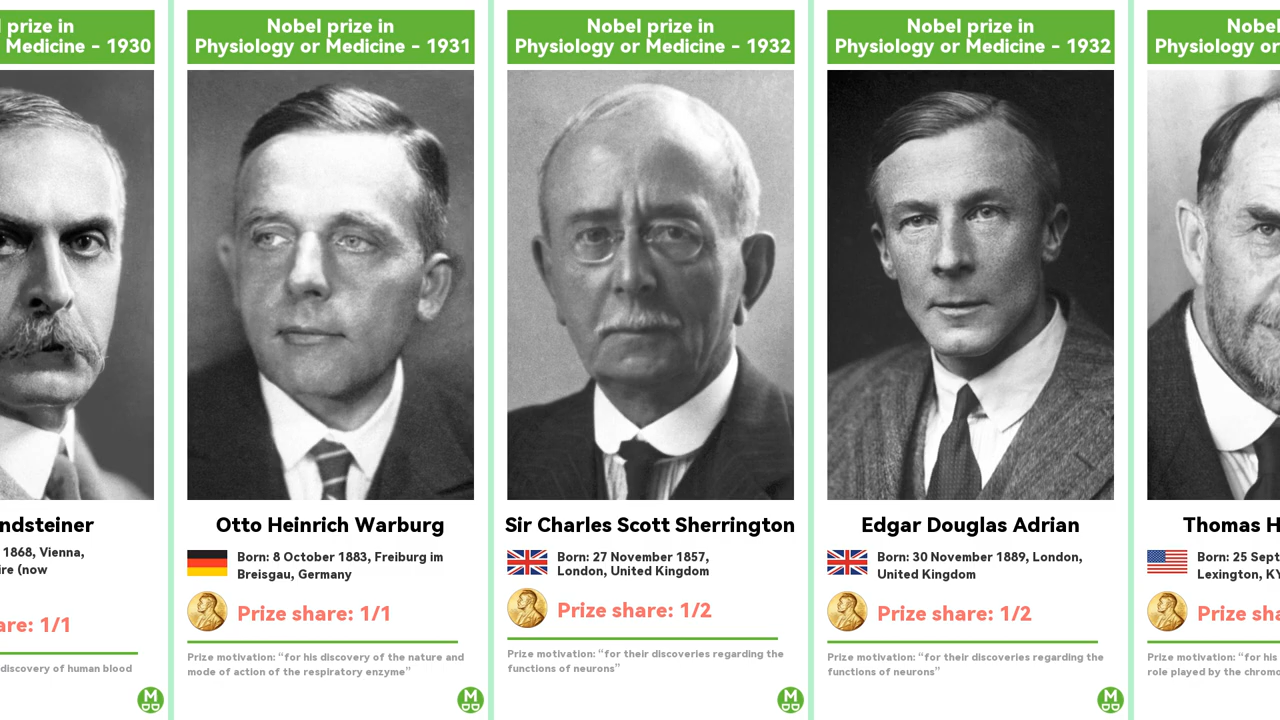 l prize in
Medicine - 1930
ndsteiner
1868, Vienna,
ire (now
are: 1/1
discovery of human blood
Nobel prize in
Physiology or Medicine - 1931
Otto Heinrich Warburg
Born: 8 October 1883, Freiburg im
Breisgau, Germany
Prize share: 1/1
Prize motivation: “for his discovery of the nature and
mode of action of the respiratory enzyme”
Nobel prize in
Physiology or Medicine - 1932
Sir Charles Scott Sherrington
Born: 27 November 1857,
London, United Kingdom
Prize share: 1/2
Prize motivation: “for their discoveries regarding the
functions of neurons”
Nobel prize in
Physiology or Medicine - 1932
Edgar Douglas Adrian
Born: 30 November 1889, London,
United Kingdom
Prize share: 1/2
Prize motivation: “for their discoveries regarding the
functions of neurons”
Nobel
Physiology or
Thomas H
Born: 25 Sept
Lexington, KY
Prize sha
Prize motivation: “for his
role played by the chromo